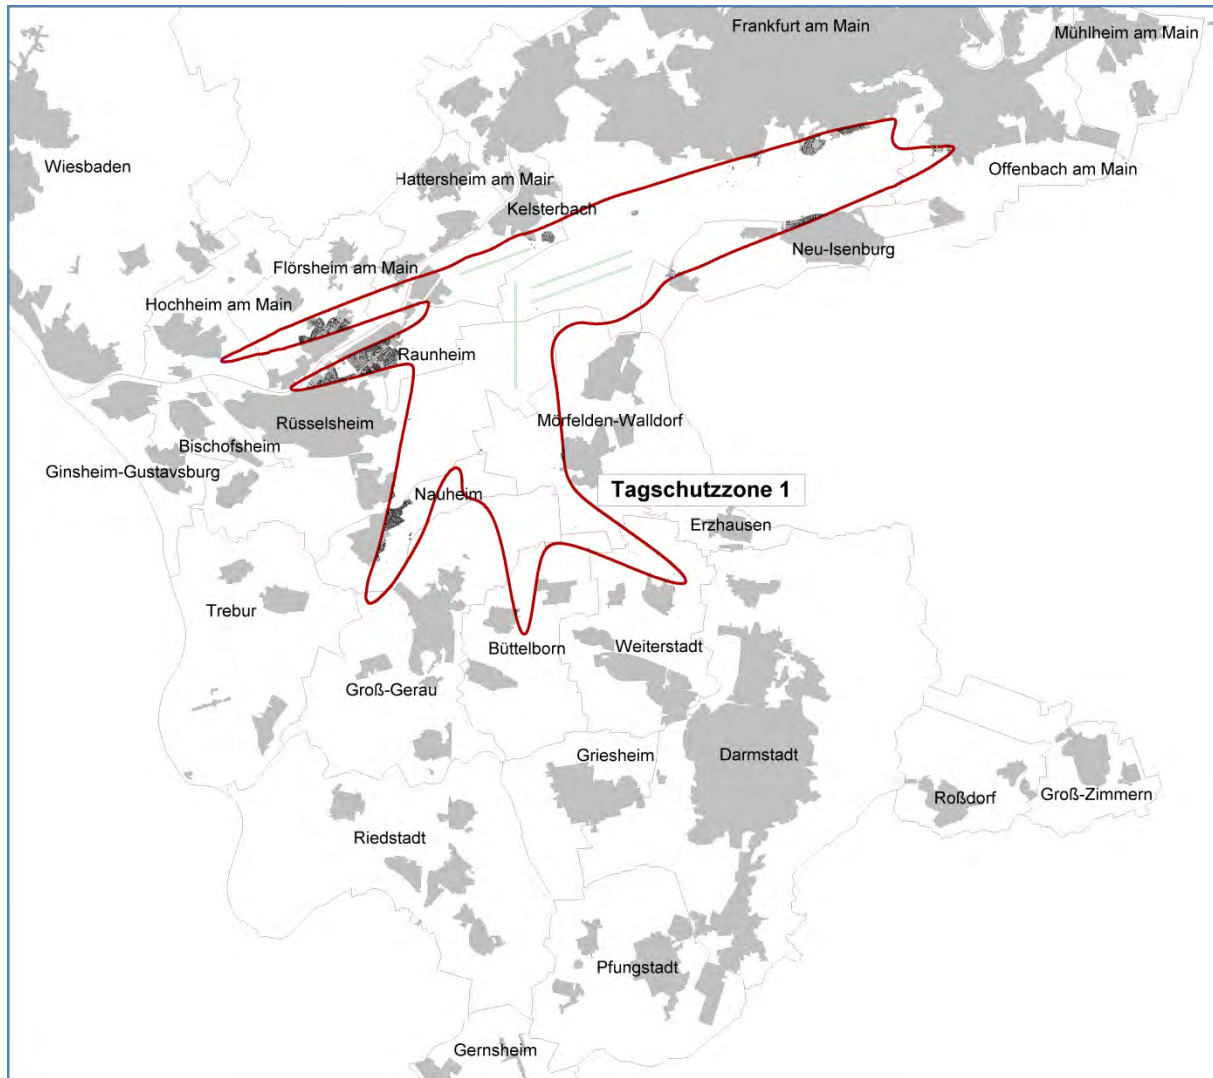 Frankfurt am Main
Mühlheim am Main
Wiesbaden
Offenbach am Main
Hattersheim am Main
Kelsterbach
Neu-Isenburg
Flörsheim am Main
Hochheim am Main
Raunheim
Rüsselsheim
Mörfelden-Walldorf
Bischofsheim
Ginsheim-Gustavsburg
Nauheim
Tagschutzzone 1
Erzhausen
Trebur
Büttelborn
Weiterstadt
Groß-Gerau
Griesheim
Darmstadt
Roßdorf
Groß-Zimmern
Riedstadt
Pfungstadt
Gernsheim